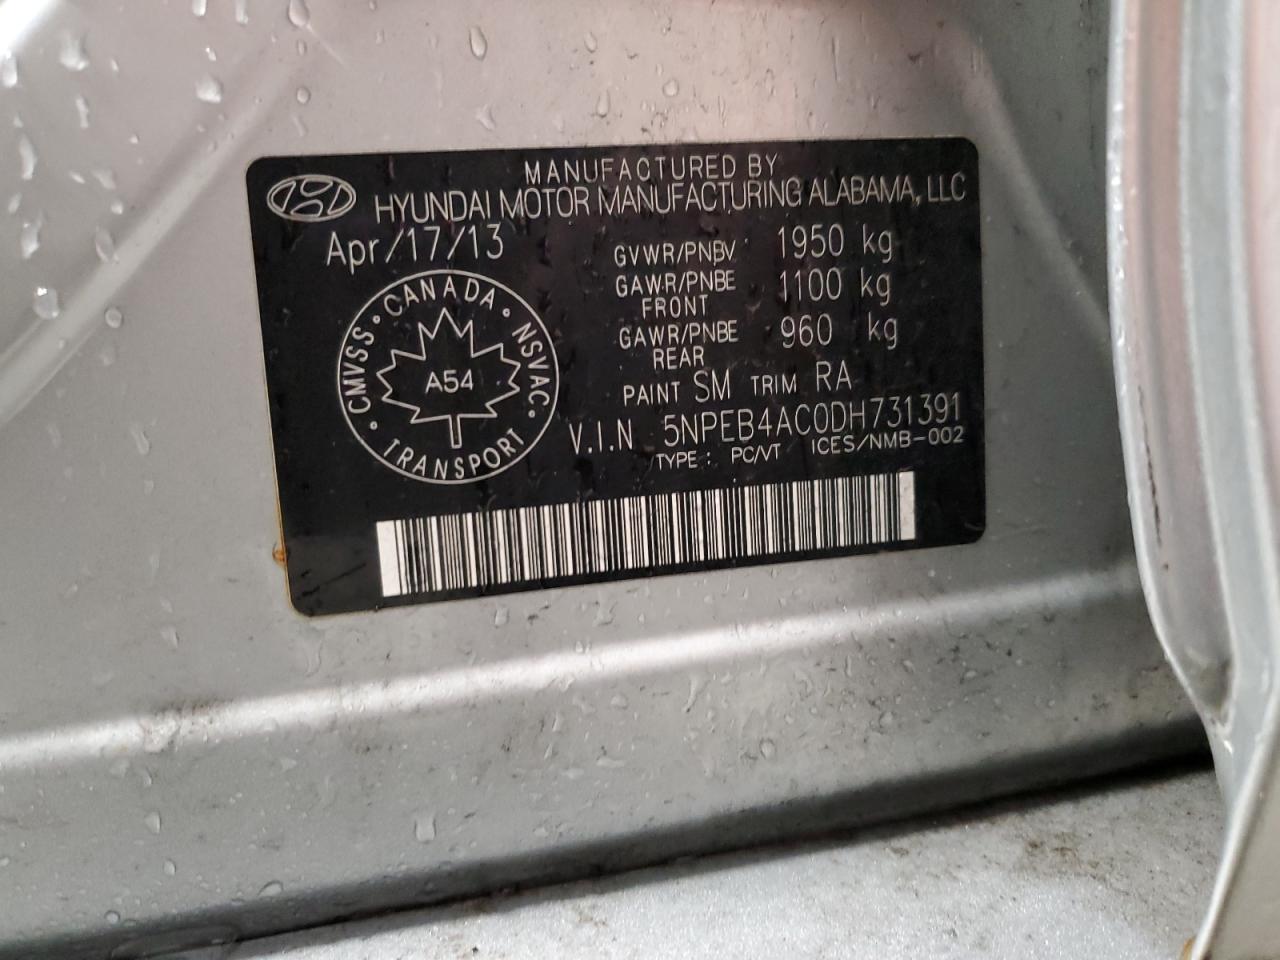 MANUFACTURED BY
HYUNDAI MOTOR MANUFACTURING ALABAMA, LLC
Apr/17/13
GVWR/PNBV 1950 kg
GAWR/PNBE 1100 kg
FRONT
GAWR/PNBE 960 kg
REAR
PAINT SM TRIM RA
V.I.N 5NPEB4AC0DH731391
TYPE: PC/VT ICES/NMB-002
CMVSS • CANADA • NSVAC • TRANSPORT •
A54